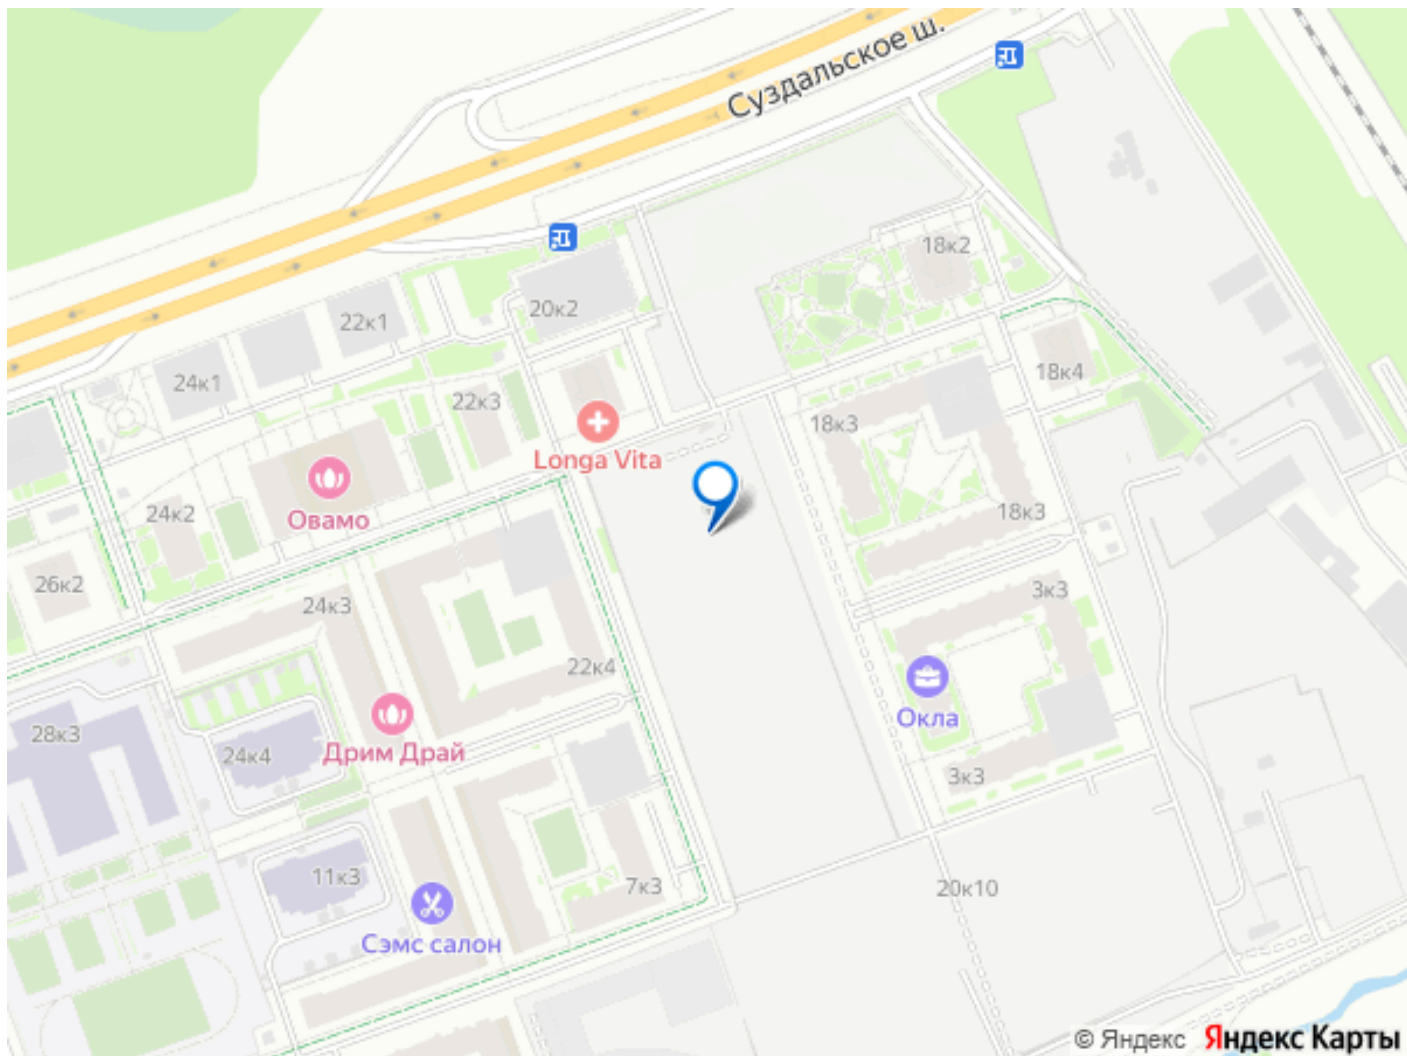 Суздальское ш.
18к2
20к2
22к1
24к1
18к4
22к3
18к3
Longa Vita
24к2
Овамо
18к3
26к2
24к3
3к3
22к4
28к3
24к4
Дрим Драй
Окла
3к3
11к3
7к3
20к10
Сэмс салон
© Яндекс Яндекс Карты